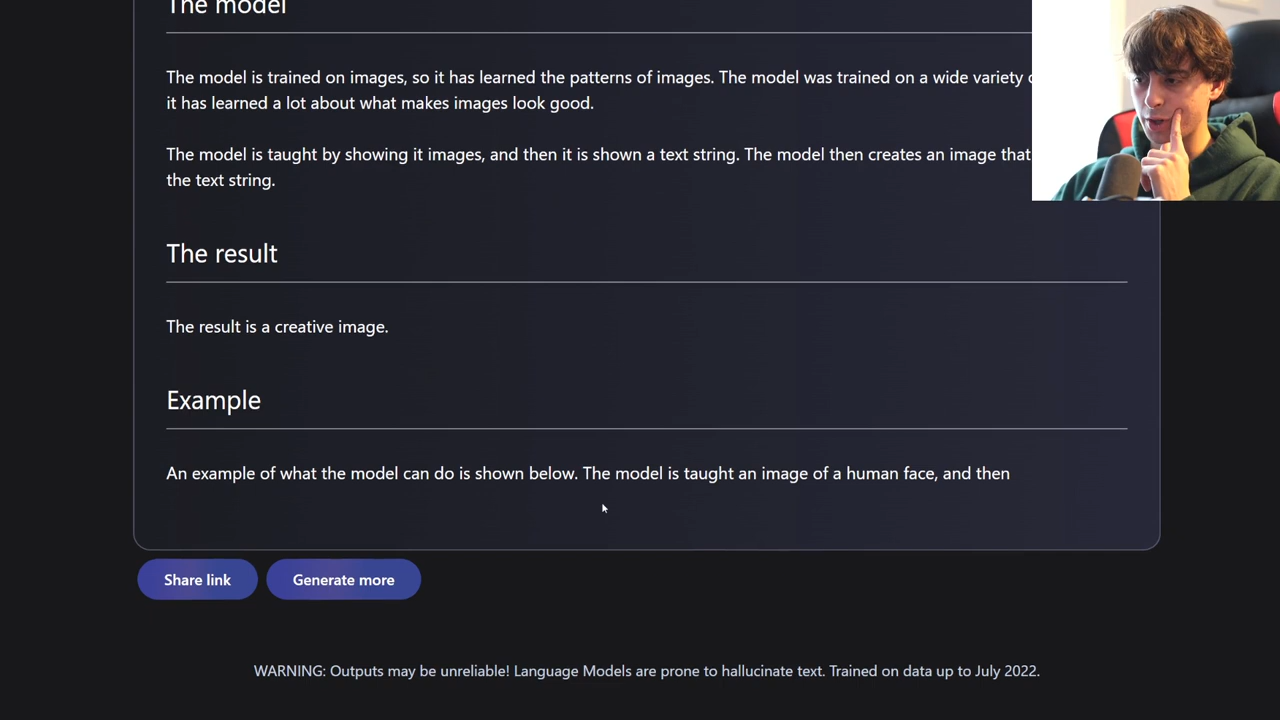 The model
The model is trained on images, so it has learned the patterns of images. The model was trained on a wide variety
it has learned a lot about what makes images look good.
The model is taught by showing it images, and then it is shown a text string. The model then creates an image that
the text string.
The result
The result is a creative image.
Example
An example of what the model can do is shown below. The model is taught an image of a human face, and then
Share link
Generate more
WARNING: Outputs may be unreliable! Language Models are prone to hallucinate text. Trained on data up to July 2022.